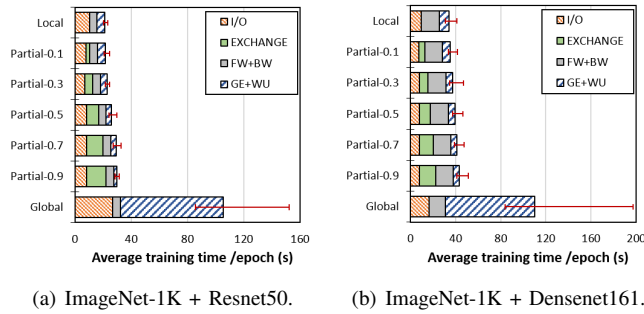 Local
Partial-0.1
Partial-0.3
Partial-0.5
Partial-0.7
Partial-0.9
Global
I/O
EXCHANGE
FW+BW
GE+WU
0 40 80 120 160
Average training time /epoch (s)
(a) ImageNet-1K + Resnet50.
Local
Partial-0.1
Partial-0.3
Partial-0.5
Partial-0.7
Partial-0.9
Global
I/O
EXCHANGE
FW+BW
GE+WU
0 40 80 120 160 200
Average training time /epoch (s)
(b) ImageNet-1K + Densenet161.